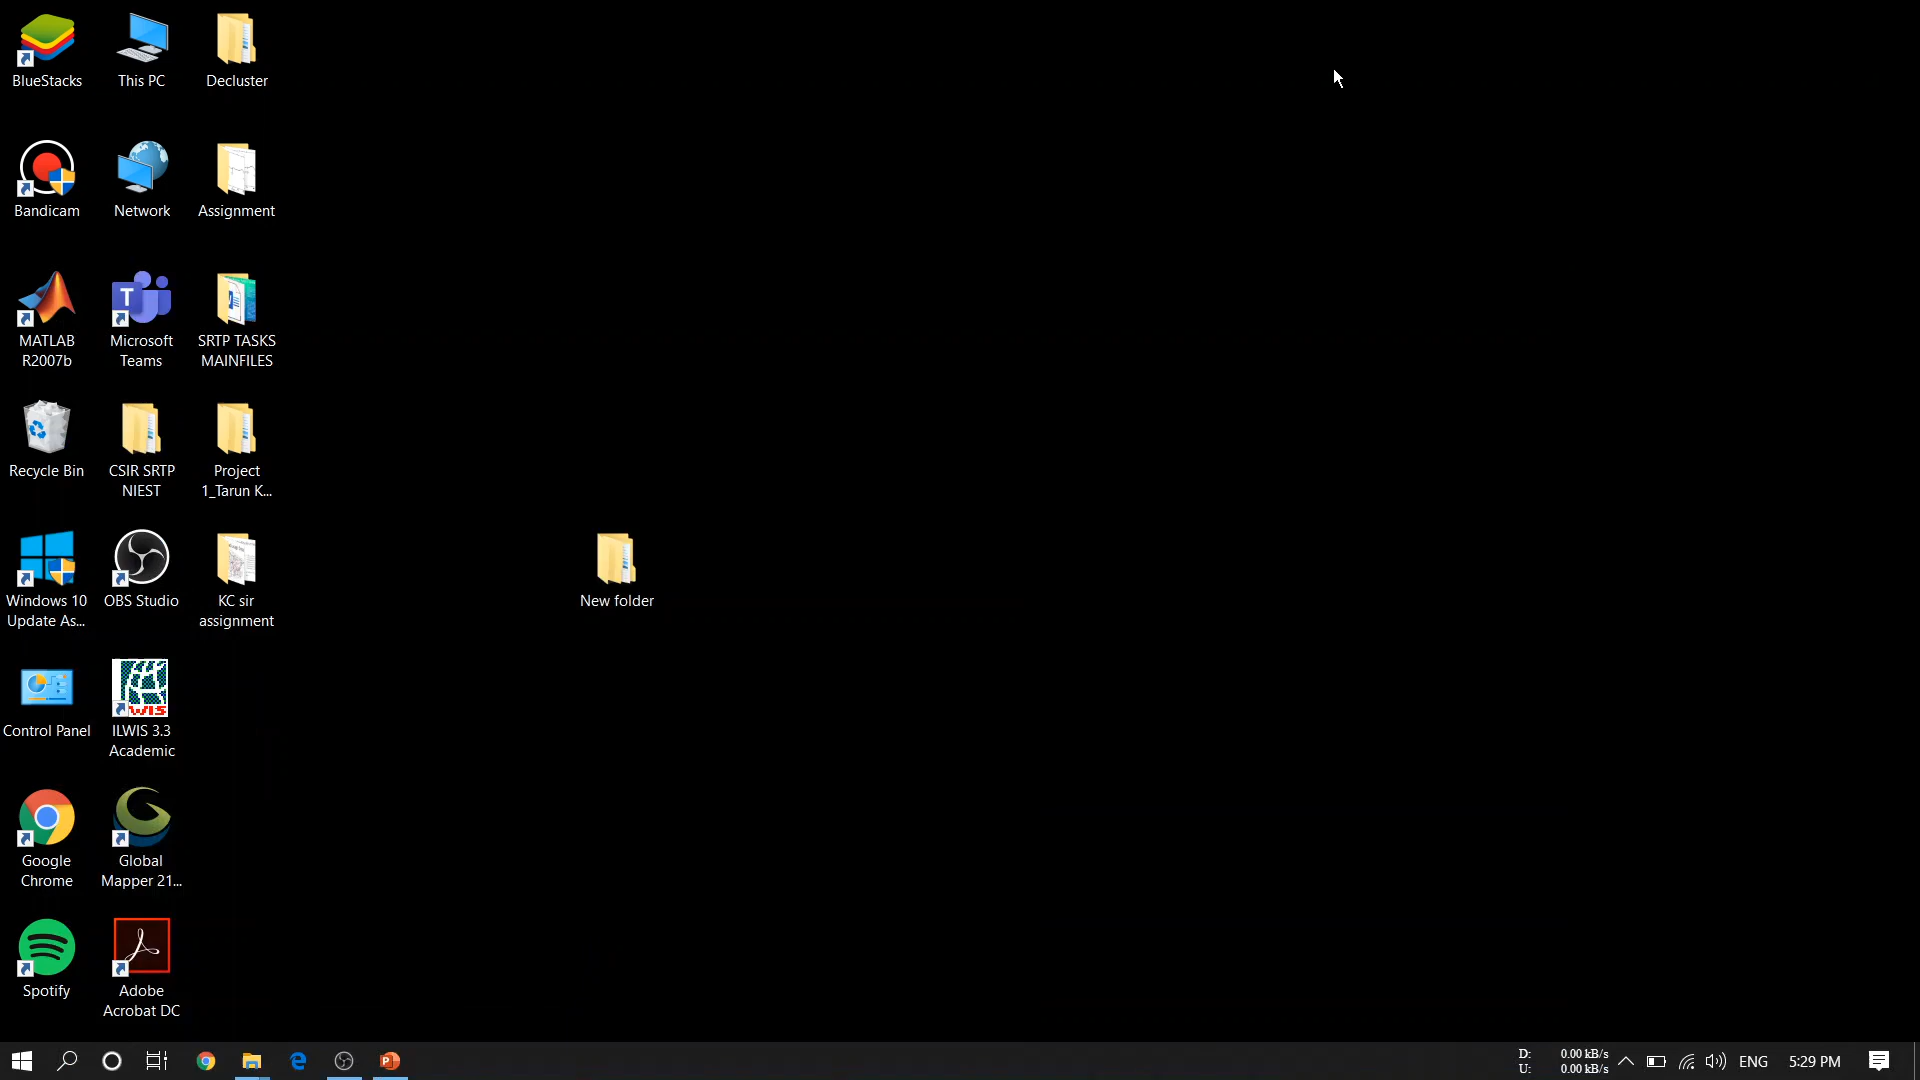 BlueStacks
This PC
Decluster
Bandicam
Network
Assignment
MATLAB
R2007b
T
Microsoft
Teams
SRTP TASKS
MAINFILES
Recycle Bin
CSIR SRTP
NIEST
Project
1_Tarun K...
Windows 10
Update As...
OBS Studio
KC sir
assignment
New folder
Control Panel
WIS
ILWIS 3.3
Academic
Google
Chrome
Global
Mapper 21...
Spotify
Adobe
Acrobat DC
P
D: 0.00 kB/s
U: 0.00 kB/s
ENG
5:29 PM